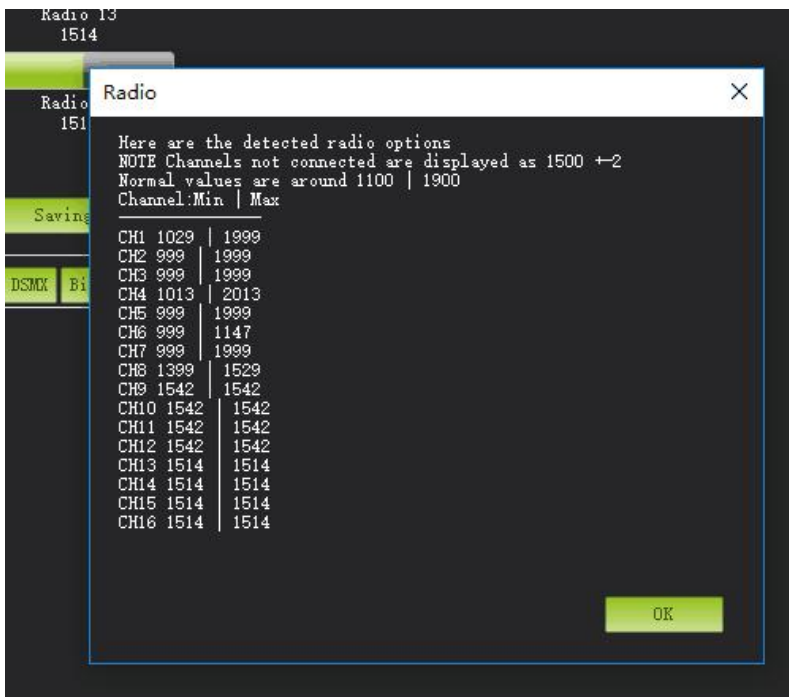 Radio 13
1514
Radio
151
Saving
DSMX
Bi
Radio
Here are the detected radio options
NOTE Channels not connected are displayed as 1500 +-2
Normal values are around 1100 | 1900
Channel:Min | Max
CH1 1029 | 1999
CH2 999 | 1999
CH3 999 | 1999
CH4 1013 | 2013
CH5 999 | 1999
CH6 999 | 1147
CH7 999 | 1999
CH8 1399 | 1529
CH9 1542 | 1542
CH10 1542 | 1542
CH11 1542 | 1542
CH12 1542 | 1542
CH13 1514 | 1514
CH14 1514 | 1514
CH15 1514 | 1514
CH16 1514 | 1514
OK